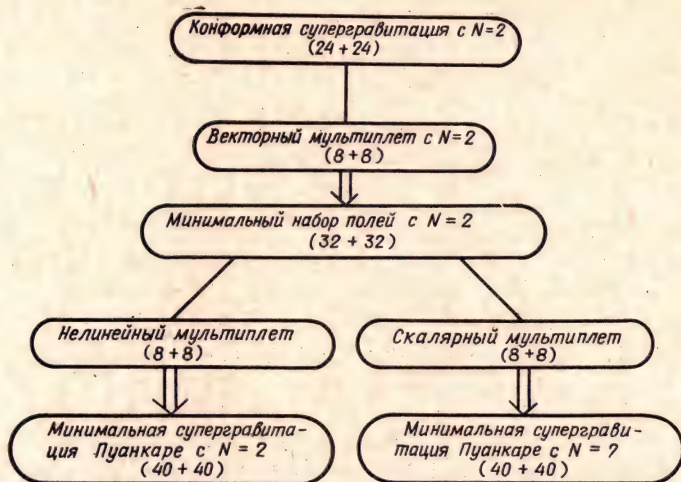 Конформная супергравитация с N=2
(24+24)
Векторный мультиплет с N=2
(8+8)
Минимальный набор полей с N = 2
(32 + 32)
Нелинейный мультиплет
(8+8)
Скалярный мультиплет
(8+8)
Минимальная супергравита-
ция Пуанкаре с N = 2
(40 + 40)
Минимальная суперграви-
тация Пуанкаре с N = 2
(40 + 40)